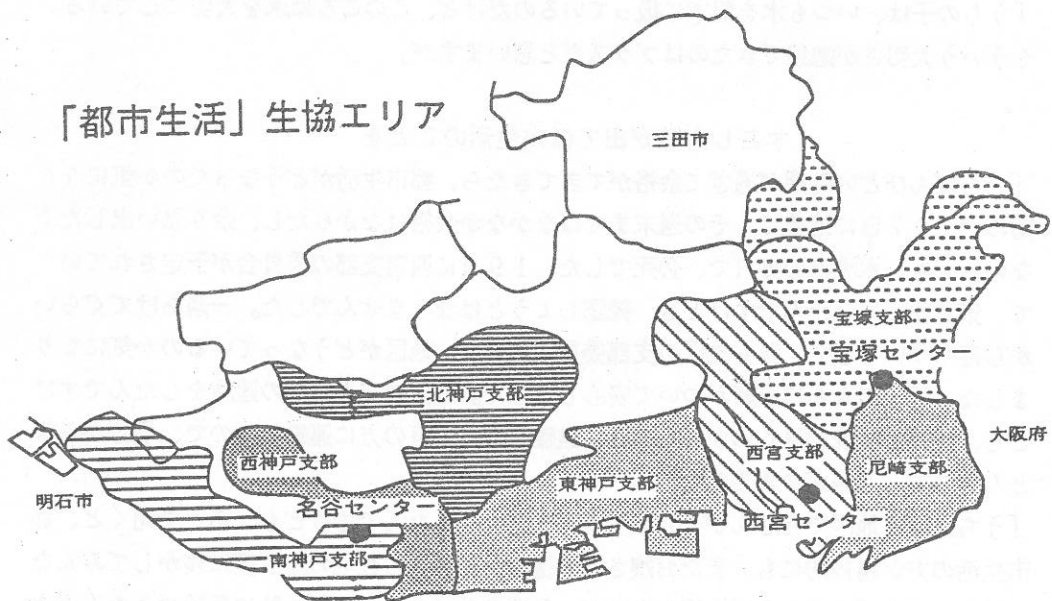 「都市生活」生協エリア
三田市
宝塚支部
宝塚センター
北神戸支部
大阪府
西神戸支部
東神戸支部
西宮支部
尼崎支部
明石市
名谷センター
西宮センター
南神戸支部